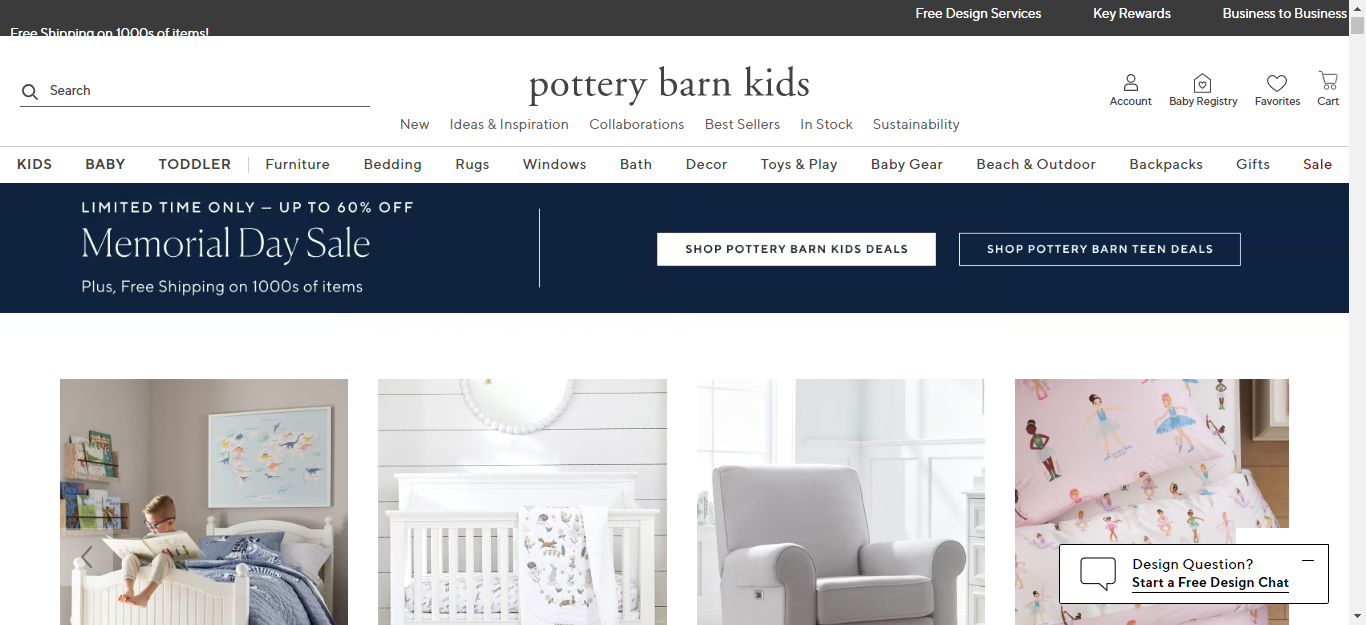 Free Design Services
Key Rewards
Business to Business
Free Shipping on 1000s of items!
Search
pottery barn kids
Account
Baby Registry
Favorites
Cart
New
Ideas & Inspiration
Collaborations
Best Sellers
In Stock
Sustainability
KIDS
BABY
TODDLER
Furniture
Bedding
Rugs
Windows
Bath
Decor
Toys & Play
Baby Gear
Beach & Outdoor
Backpacks
Gifts
Sale
LIMITED TIME ONLY — UP TO 60% OFF
Memorial Day Sale
Plus, Free Shipping on 1000s of items
SHOP POTTERY BARN KIDS DEALS
SHOP POTTERY BARN TEEN DEALS
Design Question?
Start a Free Design Chat